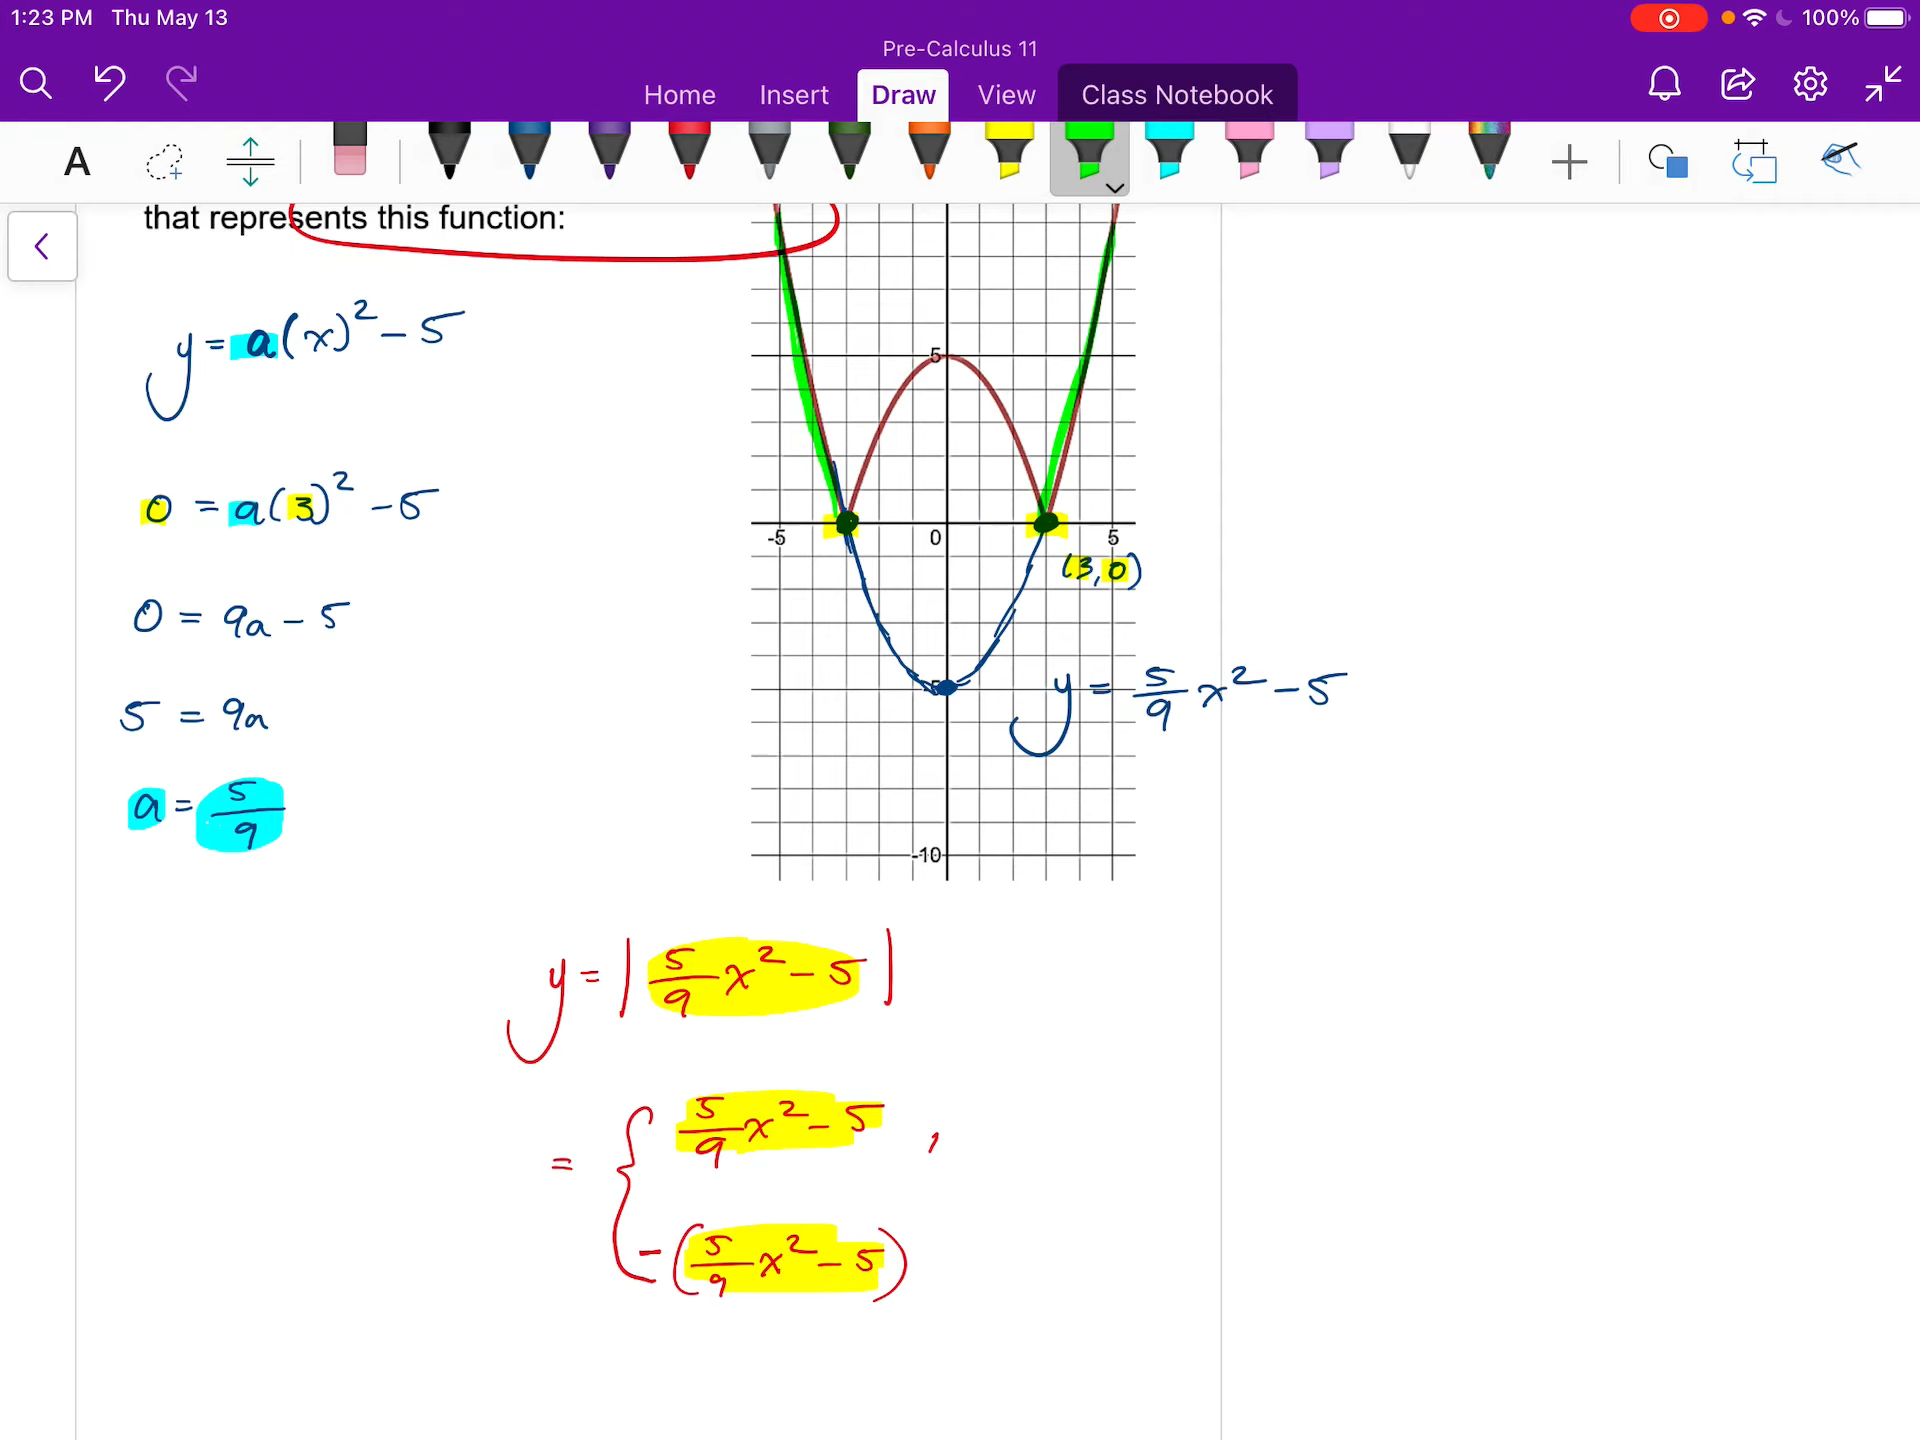 1:23 PM Thu May 13
100%
Pre-Calculus 11
Home Insert Draw View Class Notebook
A
that represents this function:
y = a(x)² - 5
0 = a(3)² - 5
0 = 9a - 5
5 = 9a
a = 5/9
5
-5 0 5
(3, 0)
-5
y = 5/9 x² - 5
-10
y = | 5/9 x² - 5 |
= { 5/9 x² - 5 ,
-( 5/9 x² - 5 )